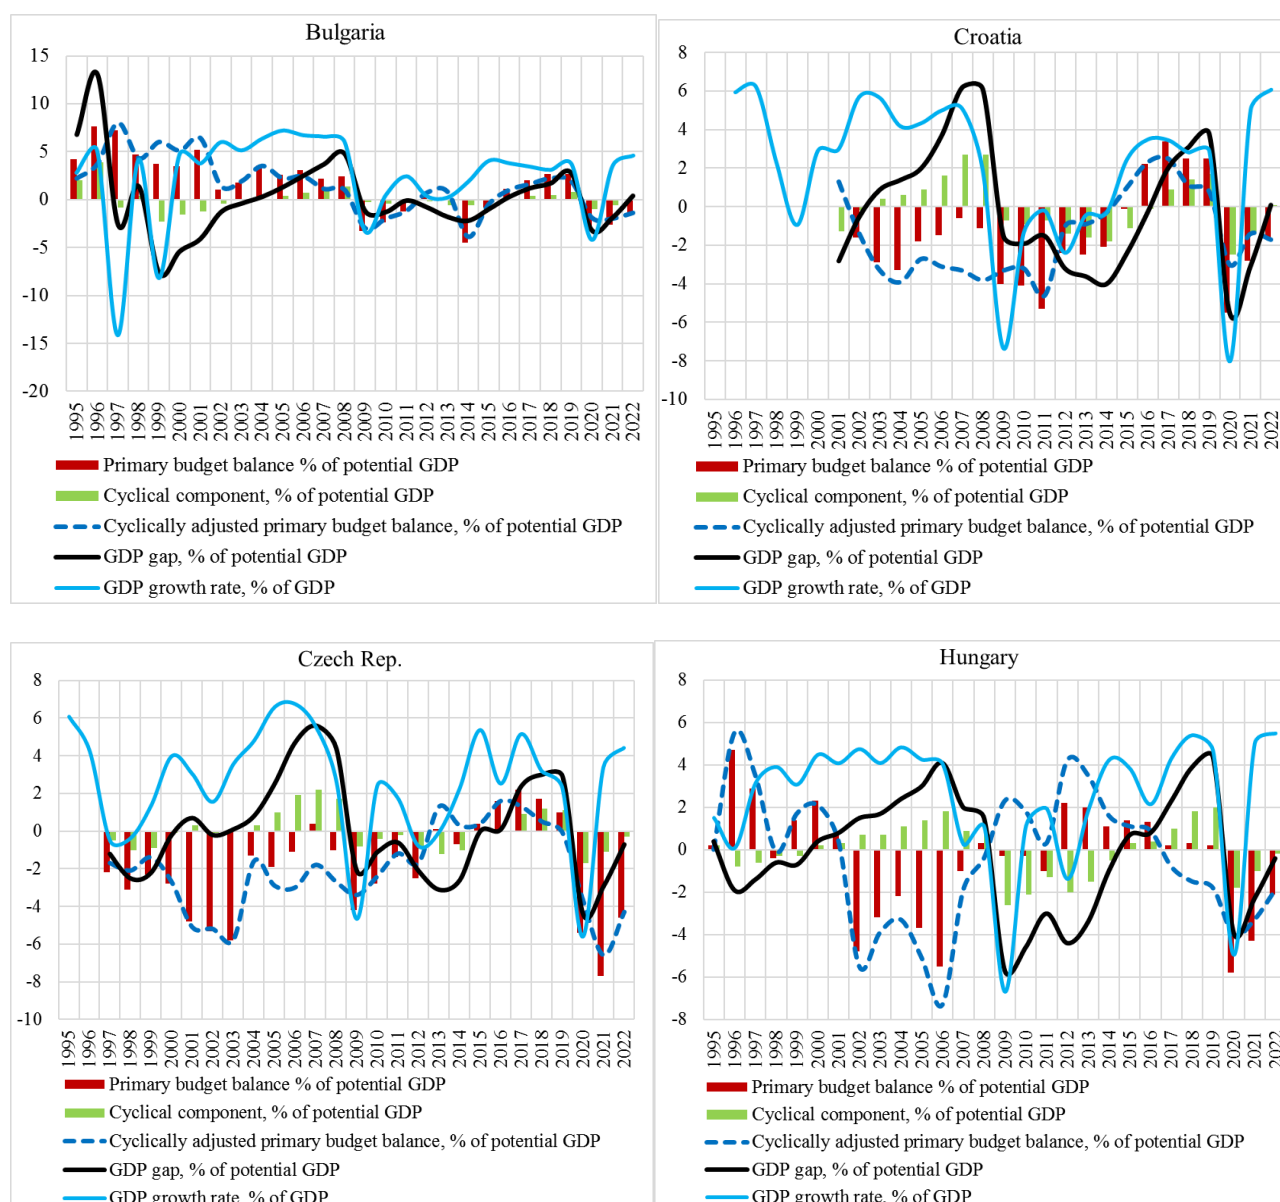 Bulgaria
15
10
5
0
-5
-10
-15
-20
1995 1996 1997 1998 1999 2000 2001 2002 2003 2004 2005 2006 2007 2008 2009 2010 2011 2012 2013 2014 2015 2016 2017 2018 2019 2020 2021 2022
Primary budget balance % of potential GDP
Cyclical component, % of potential GDP
Cyclically adjusted primary budget balance, % of potential GDP
GDP gap, % of potential GDP
GDP growth rate, % of GDP
Croatia
8
6
4
2
0
-2
-4
-6
-8
-10
1995 1996 1997 1998 1999 2000 2001 2002 2003 2004 2005 2006 2007 2008 2009 2010 2011 2012 2013 2014 2015 2016 2017 2018 2019 2020 2021 2022
Primary budget balance % of potential GDP
Cyclical component, % of potential GDP
Cyclically adjusted primary budget balance, % of potential GDP
GDP gap, % of potential GDP
GDP growth rate, % of GDP
Czech Rep.
8
6
4
2
0
-2
-4
-6
-8
-10
1995 1996 1997 1998 1999 2000 2001 2002 2003 2004 2005 2006 2007 2008 2009 2010 2011 2012 2013 2014 2015 2016 2017 2018 2019 2020 2021 2022
Primary budget balance % of potential GDP
Cyclical component, % of potential GDP
Cyclically adjusted primary budget balance, % of potential GDP
GDP gap, % of potential GDP
GDP growth rate, % of GDP
Hungary
8
6
4
2
0
-2
-4
-6
-8
1995 1996 1997 1998 1999 2000 2001 2002 2003 2004 2005 2006 2007 2008 2009 2010 2011 2012 2013 2014 2015 2016 2017 2018 2019 2020 2021 2022
Primary budget balance % of potential GDP
Cyclical component, % of potential GDP
Cyclically adjusted primary budget balance, % of potential GDP
GDP gap, % of potential GDP
GDP growth rate, % of GDP